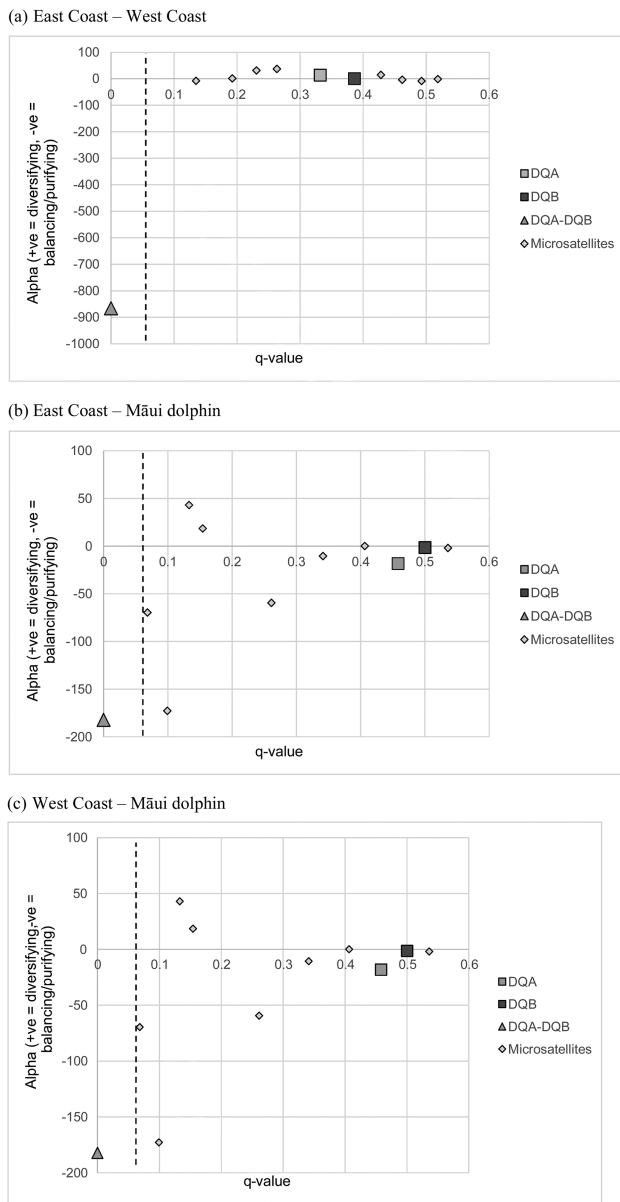 (a) East Coast – West Coast
100
0
-100
-200
-300
-400
-500
-600
-700
-800
-900
-1000
0 0.1 0.2 0.3 0.4 0.5 0.6
Alpha (+ve = diversifying, -ve =
balancing/purifying)
q-value
DQA
DQB
DQA-DQB
Microsatellites
(b) East Coast – Māui dolphin
100
50
0
-50
-100
-150
-200
0 0.1 0.2 0.3 0.4 0.5 0.6
Alpha (+ve = diversifying, -ve =
balancing/purifying)
q-value
DQA
DQB
DQA-DQB
Microsatellites
(c) West Coast – Māui dolphin
100
50
0
-50
-100
-150
-200
0 0.1 0.2 0.3 0.4 0.5 0.6
Alpha (+ve = diversifying,-ve =
balancing/purifying)
q-value
DQA
DQB
DQA-DQB
Microsatellites